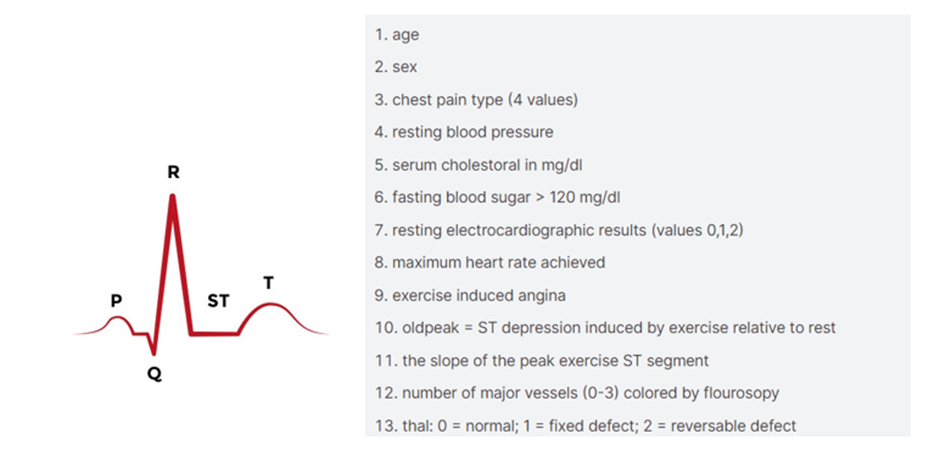 R
P
ST
T
Q
1. age
2. sex
3. chest pain type (4 values)
4. resting blood pressure
5. serum cholestoral in mg/dl
6. fasting blood sugar > 120 mg/dl
7. resting electrocardiographic results (values 0,1,2)
8. maximum heart rate achieved
9. exercise induced angina
10. oldpeak = ST depression induced by exercise relative to rest
11. the slope of the peak exercise ST segment
12. number of major vessels (0-3) colored by flourosopy
13. thal: 0 = normal; 1 = fixed defect; 2 = reversable defect